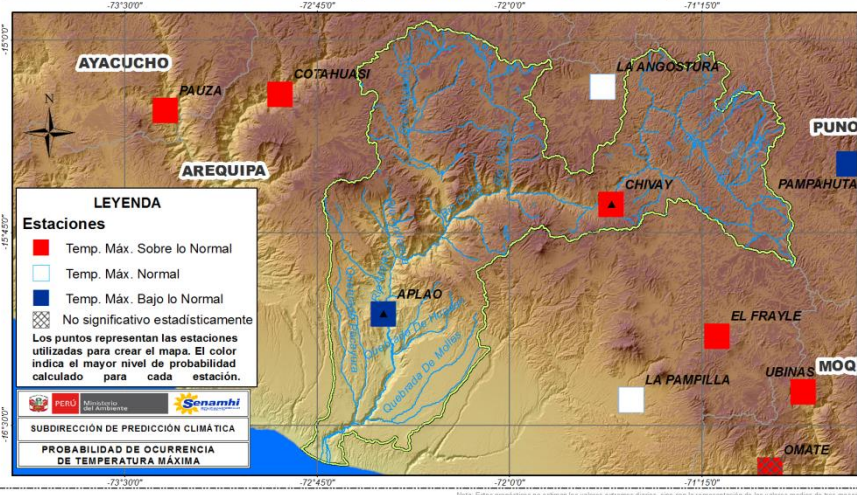 -73°30'0" -72°45'0" -72°0'0" -71°15'0"
-15°0'0"
AYACUCHO
PAUZA
COTAHUASI
LA ANGOSTURA
N
PUNO
AREQUIPA
PAMPAHUTA
CHIVAY
-15°45'0"
LEYENDA
Estaciones
Temp. Máx. Sobre lo Normal
Temp. Máx. Normal
Temp. Máx. Bajo lo Normal
No significativo estadísticamente
Los puntos representan las estaciones
utilizadas para crear el mapa. El color
indica el mayor nivel de probabilidad
calculado para cada estación.
APLAO
Quebrada De Molles
EL FRAYLE
UBINAS
MOQ
LA PAMPILLA
OMATE
PERÚ Ministerio
del Ambiente
Senamhi
SUBDIRECCIÓN DE PREDICCIÓN CLIMÁTICA
PROBABILIDAD DE OCURRENCIA
DE TEMPERATURA MÁXIMA
-16°30'0"
-73°30'0" -72°45'0" -72°0'0" -71°15'0"